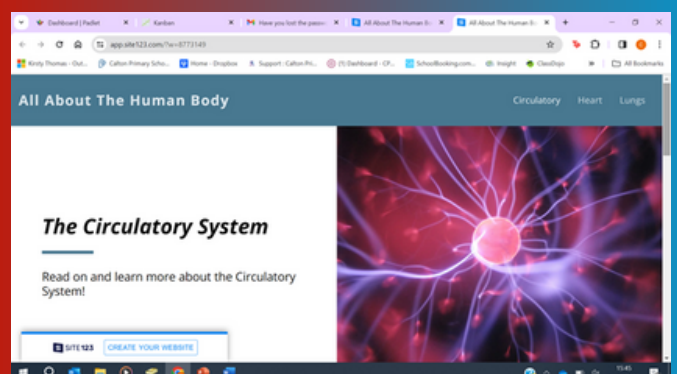 Dashboard | Padlet
Kanban
Have you lost the passw
All About The Human B
All About The Human B
app.site123.com/?w=8773149
Kirsty Thomas - Out...
Calton Primary Scho...
Home - Dropbox
Support : Calton Pri...
(1) Dashboard - CP...
SchoolBooking.com...
Insight
ClassDojo
All Bookmarks
All About The Human Body
Circulatory
Heart
Lungs
The Circulatory System
Read on and learn more about the Circulatory
System!
SITE123
CREATE YOUR WEBSITE
15:45